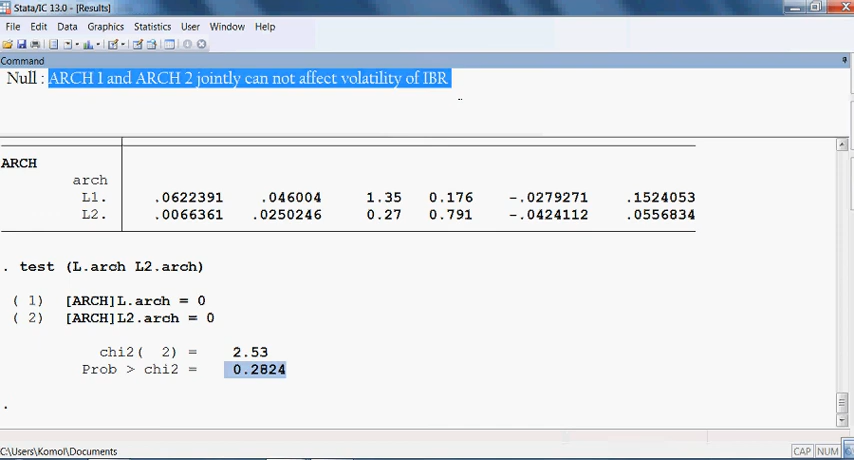 Stata/IC 13.0 - [Results]
File Edit Data Graphics Statistics User Window Help
Command
Null : ARCH 1 and ARCH 2 jointly can not affect volatility of IBR
ARCH
arch
L1. .0622391 .046004 1.35 0.176 -.0279271 .1524053
L2. .0066361 .0250246 0.27 0.791 -.0424112 .0556834
. test (L.arch L2.arch)
( 1) [ARCH]L.arch = 0
( 2) [ARCH]L2.arch = 0
chi2( 2) = 2.53
Prob > chi2 = 0.2824
.
C:\Users\Komol\Documents CAP NUM